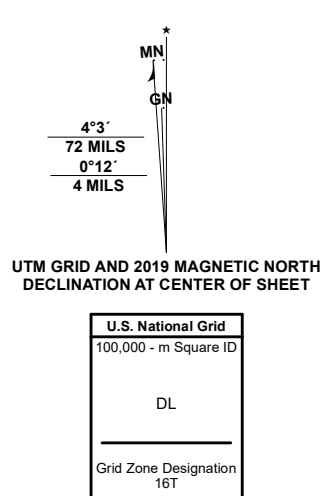 ★
MN
GN
4°3´
72 MILS
0°12´
4 MILS
UTM GRID AND 2019 MAGNETIC NORTH
DECLINATION AT CENTER OF SHEET
U.S. National Grid
100,000 - m Square ID
DL
Grid Zone Designation
16T